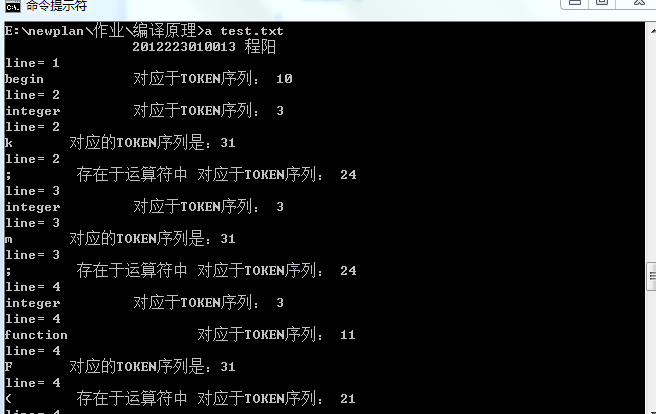 命令提示符
E:\newplan\作业\编译原理>a test.txt
2012223010013 程阳
line= 1
begin 对应于TOKEN序列： 10
line= 2
integer 对应于TOKEN序列： 3
line= 2
k 对应的TOKEN序列是：31
line= 2
; 存在于运算符中 对应于TOKEN序列： 24
line= 3
integer 对应于TOKEN序列： 3
line= 3
m 对应的TOKEN序列是：31
line= 3
; 存在于运算符中 对应于TOKEN序列： 24
line= 4
integer 对应于TOKEN序列： 3
line= 4
function 对应于TOKEN序列： 11
line= 4
F 对应的TOKEN序列是：31
line= 4
( 存在于运算符中 对应于TOKEN序列： 21
line= 4